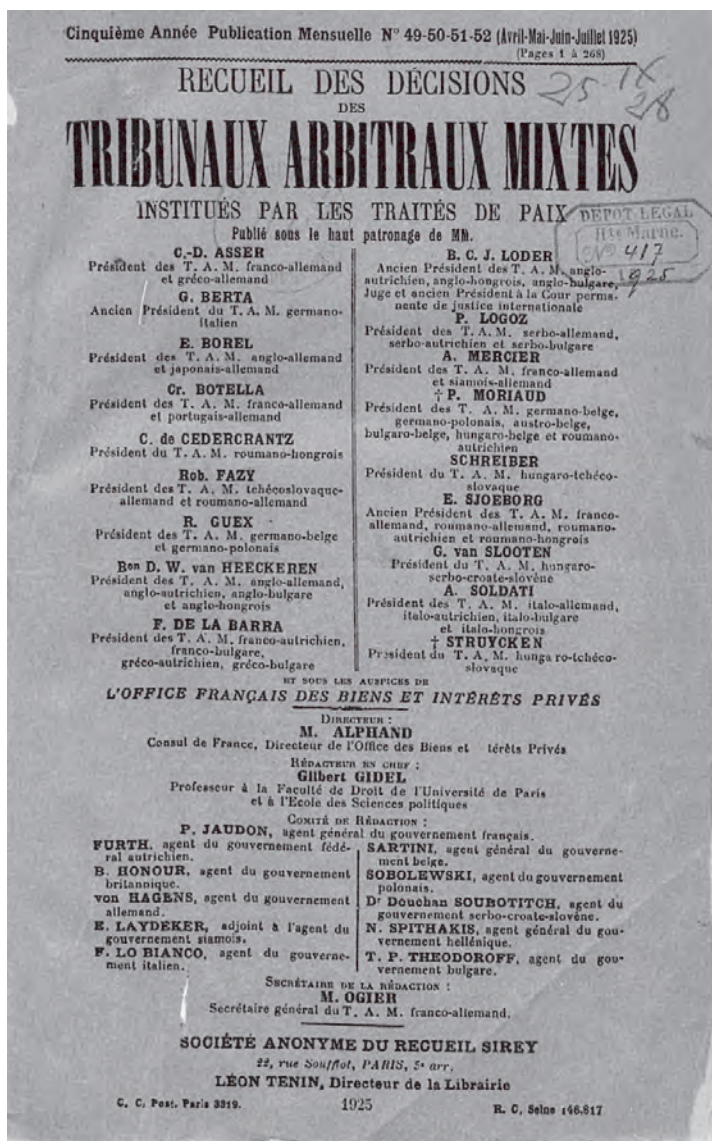 Cinquième Année Publication Mensuelle N° 49-50-51-52 (Avril-Mai-Juin-Juillet 1925)
(Pages 1 à 268)
RECUEIL DES DÉCISIONS
25 IX 28
DES
TRIBUNAUX ARBITRAUX MIXTES
INSTITUÉS PAR LES TRAITÉS DE PAIX
DEPOT LEGAL
Hte Marne.
N° 417
1925
Publié sous le haut patronage de MM.
C.-D. ASSER
Président des T. A. M. franco-allemand
et gréco-allemand
G. BERTA
Ancien Président du T. A. M. germano-
italien
E. BOREL
Président des T. A. M. anglo-allemand
et japonais-allemand
Cr. BOTELLA
Président des T. A. M. franco-allemand
et portugais-allemand
C. de CEDERCRANTZ
Président du T. A. M. roumano-hongrois
Rob. FAZY
Président des T. A. M. tchécoslovaque-
allemand et roumano-allemand
R. GUEX
Président des T. A. M. germano-belge
et germano-polonais
Bon D. W. van HEECKEREN
Président des T. A. M. anglo-allemand,
anglo-autrichien, anglo-bulgare
et anglo-hongrois
F. DE LA BARRA
Président des T. A. M. franco-autrichien,
franco-bulgare,
gréco-autrichien, gréco-bulgare
B. C. J. LODER
Ancien Président des T. A. M. anglo-
autrichien, anglo-hongrois, anglo-bulgare,
Juge et ancien Président à la Cour perma-
nente de justice internationale
P. LOGOZ
Président des T.A.M. serbo-allemand,
serbo-autrichien et serbo-bulgare
A. MERCIER
Président des T. A. M. franco-allemand
et siamois-allemand
† P. MORIAUD
Président des T. A.M. germano-belge,
germano-polonais, austro-belge,
bulgaro-belge, hungaro-belge et roumano-
autrichien
SCHREIBER
Président du T. A. M. hungaro-tchéco-
slovaque
E. SJOEBORG
Ancien Président des T. A. M. franco-
allemand, roumano-allemand, roumano-
autrichien et roumano-hongrois
G. van SLOOTEN
Président du T. A. M. hungaro-
serbo-croate-slovène
A. SOLDATI
Président des T. A. M. italo-allemand,
italo-autrichien, italo-bulgare
et italo-hongrois
† STRUYCKEN
Président du T. A. M. hunga ro-tchéco-
slovaque
ET SOUS LES AUSPICES DE
L'OFFICE FRANÇAIS DES BIENS ET INTÉRÊTS PRIVÉS
DIRECTEUR :
M. ALPHAND
Consul de France, Directeur de l'Office des Biens et térêts Privés
RÉDACTEUR EN CHEF :
Gilbert GIDEL
Professeur à la Faculté de Droit de l'Université de Paris
et à l'Ecole des Sciences politiques
COMITÉ DE RÉDACTION :
P. JAUDON, agent général du gouvernement français.
FURTH, agent du gouvernement fédé-
ral autrichien.
B. HONOUR, agent du gouvernement
britannique.
von HAGENS, agent du gouvernement
allemand.
E. LAYDEKER, adjoint à l'agent du
gouvernement siamois.
F. LO BIANCO, agent du gouverne-
ment italien.
SARTINI, agent général du gouverne-
ment belge.
SOBOLEWSKI, agent du gouvernement
polonais.
Dr Douchan SOUBOTITCH, agent du
gouvernement serbo-croate-slovène.
N. SPITHAKIS, agent général du gou-
vernement hellénique.
T. P. THEODOROFF, agent du gou-
vernement bulgare.
SECRÉTAIRE DE LA RÉDACTION :
M. OGIER
Secrétaire général du T. A. M. franco-allemand.
SOCIÉTÉ ANONYME DU RECUEIL SIREY
22, rue Soufflot, PARIS, 5e arr.
LÉON TENIN, Directeur de la Librairie
C. C. Post. Paris 3319.
1925
R. C. Seine 146.817